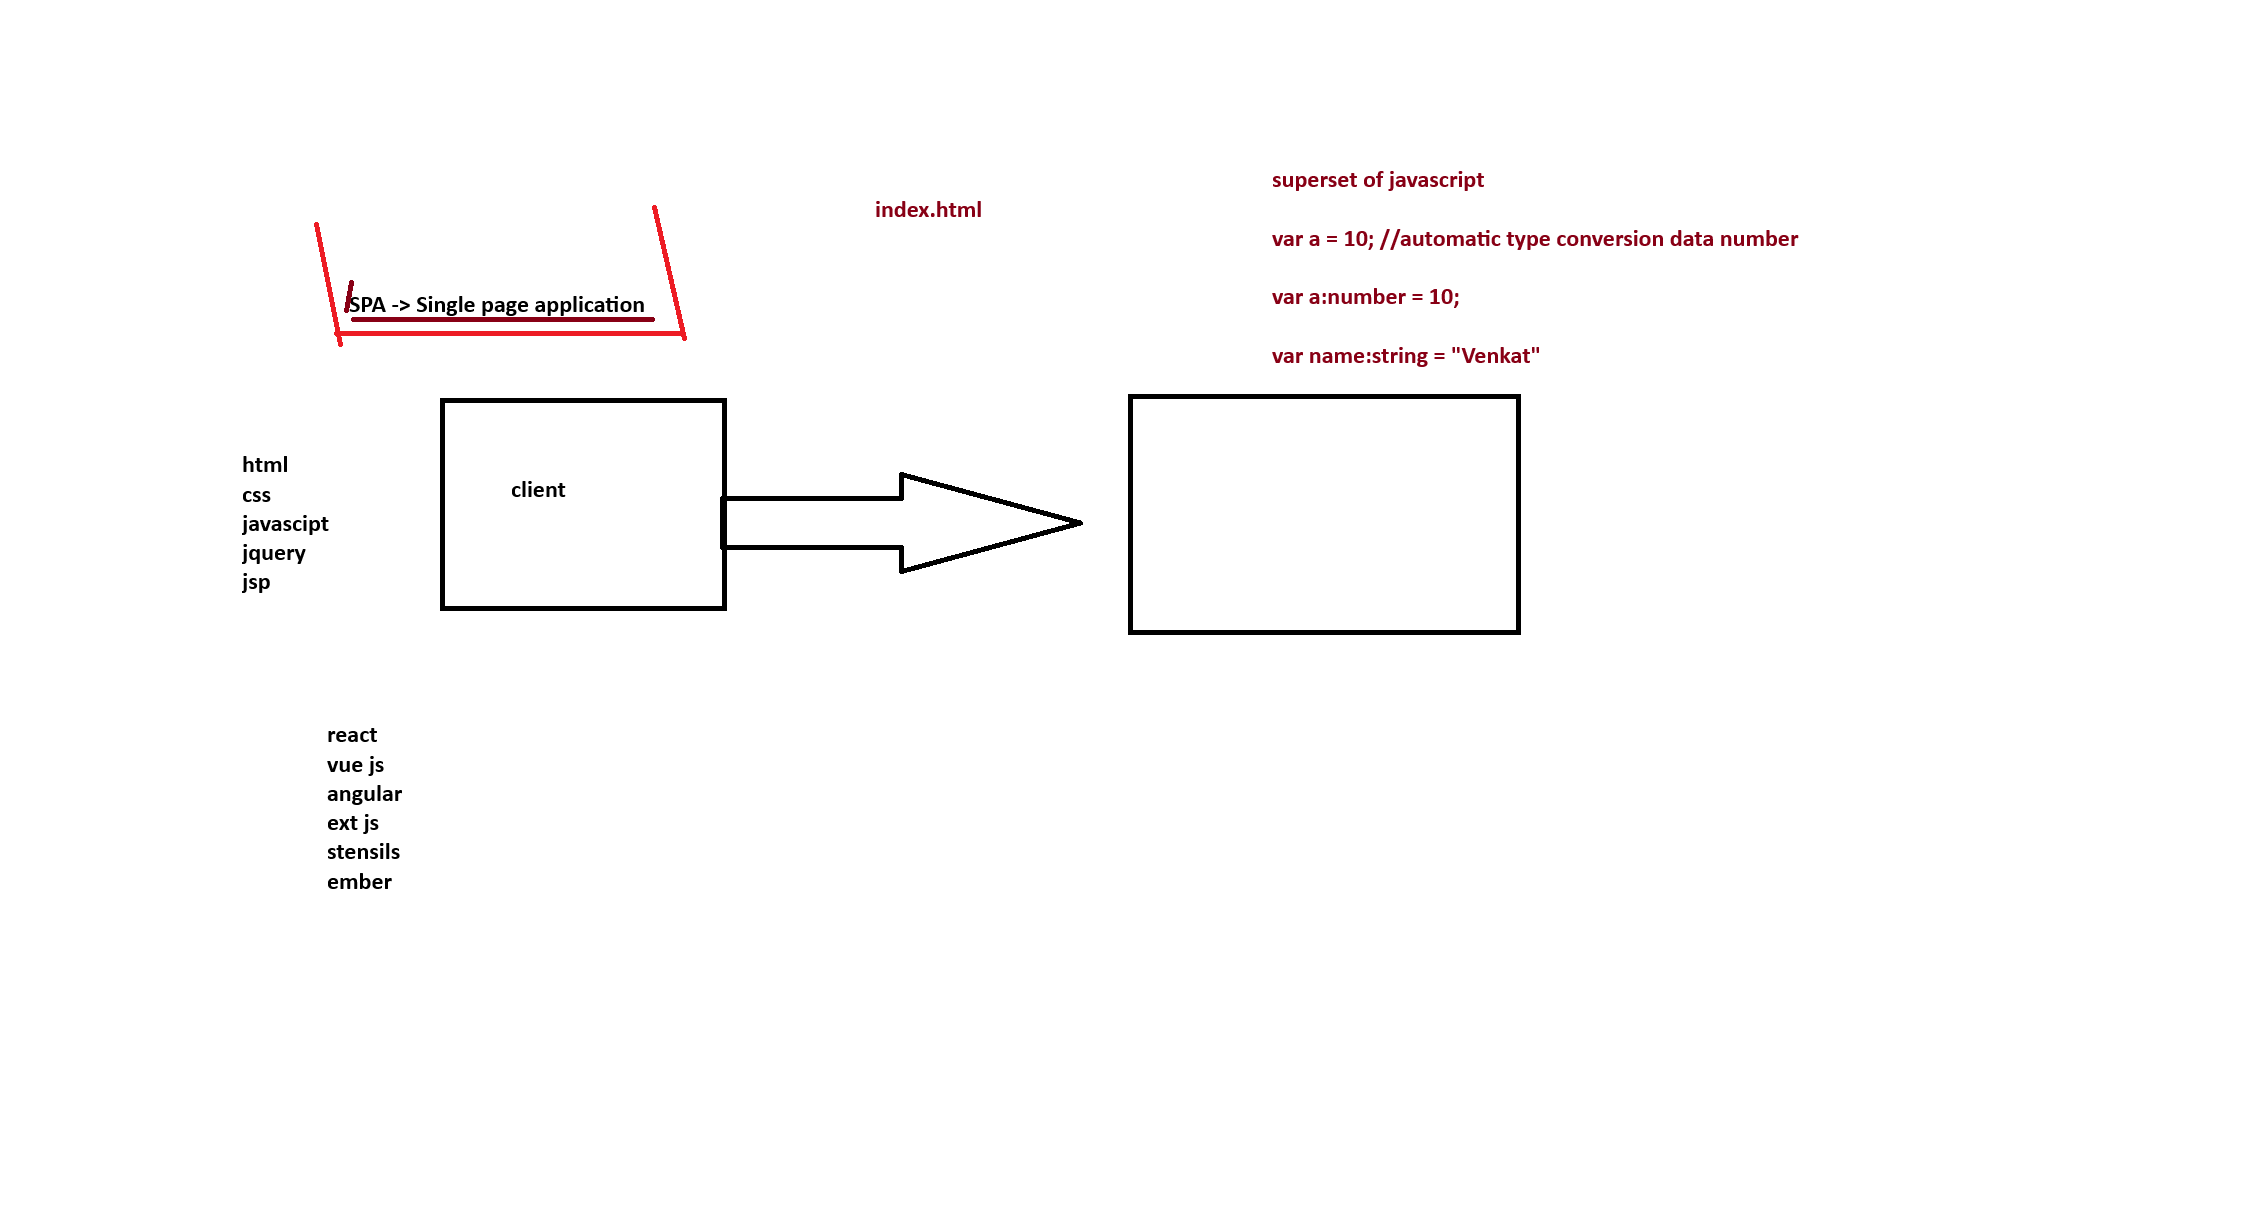 superset of javascript
index.html
var a = 10; //automatic type conversion data number
var a:number = 10;
SPA -> Single page application
var name:string = "Venkat"
html
css
javascipt
jquery
jsp
client
react
vue js
angular
ext js
stensils
ember